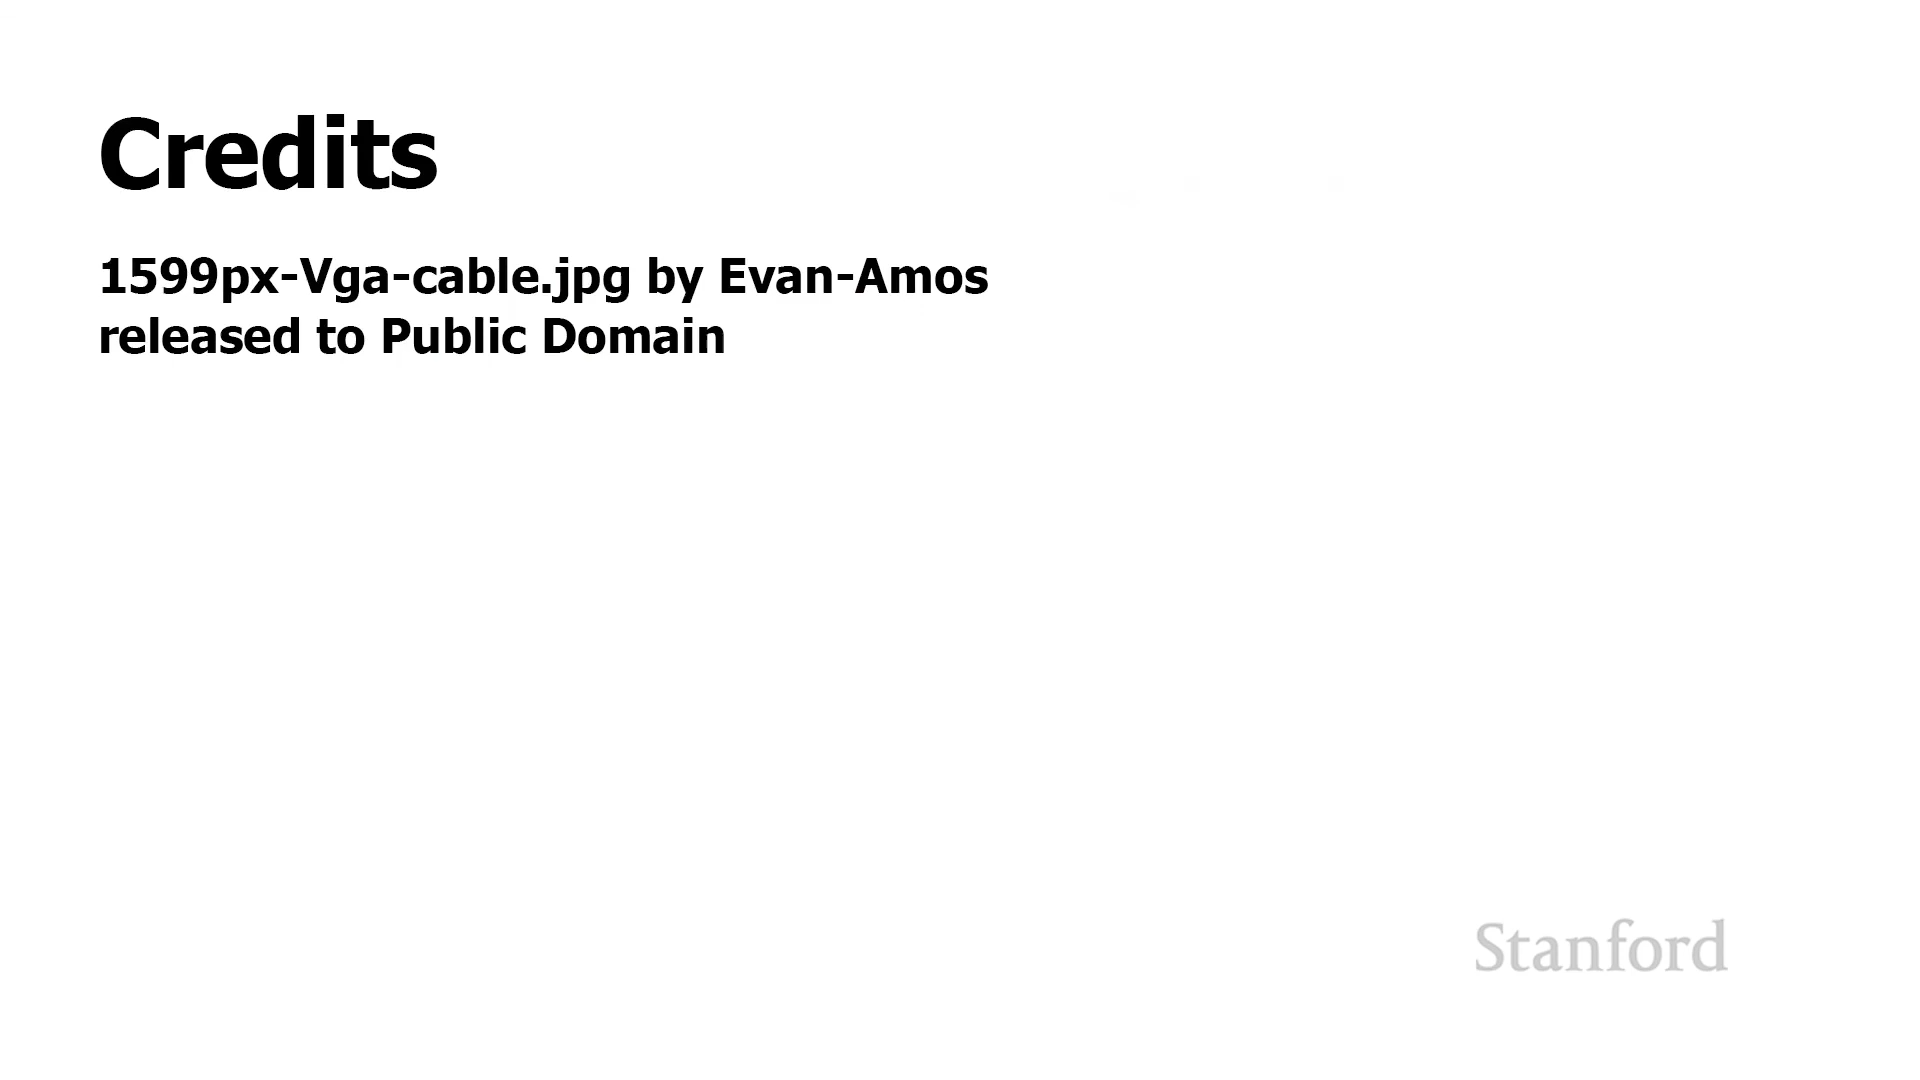 Credits
1599px-Vga-cable.jpg by Evan-Amos
released to Public Domain
Stanford